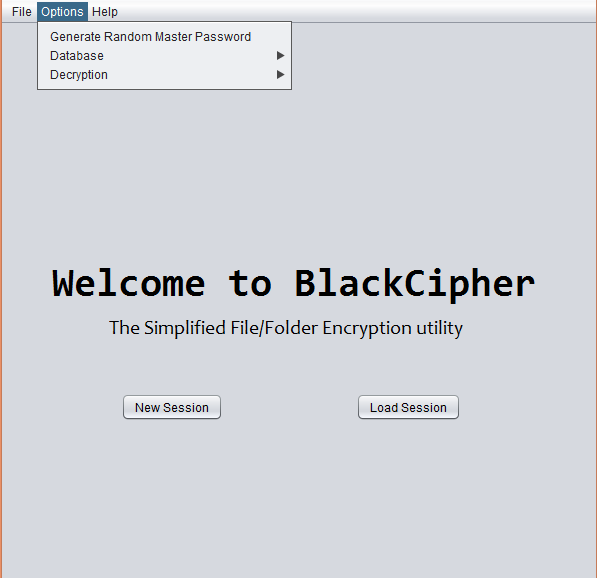 File Options Help
Generate Random Master Password
Database
Decryption
Welcome to BlackCipher
The Simplified File/Folder Encryption utility
New Session Load Session